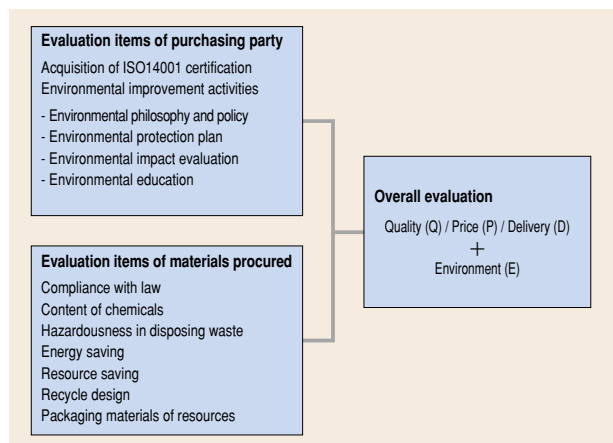 Evaluation items of purchasing party
Acquisition of ISO14001 certification
Environmental improvement activities
- Environmental philosophy and policy
- Environmental protection plan
- Environmental impact evaluation
- Environmental education
Evaluation items of materials procured
Compliance with law
Content of chemicals
Hazardousness in disposing waste
Energy saving
Resource saving
Recycle design
Packaging materials of resources
Overall evaluation
Quality (Q) / Price (P) / Delivery (D)
+
Environment (E)